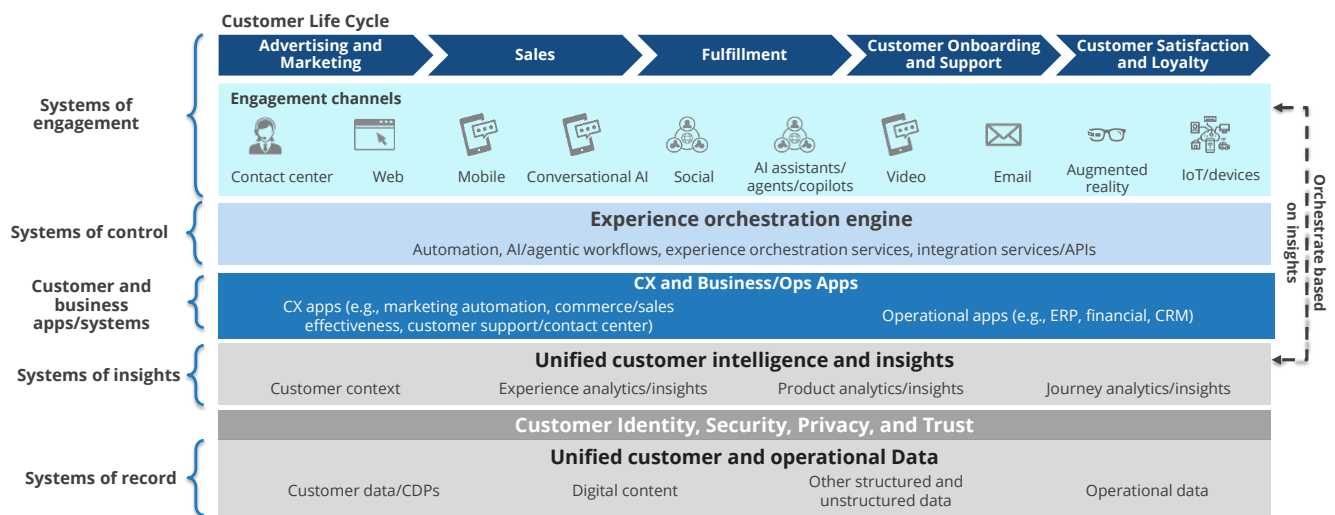 Customer Life Cycle
Advertising and
Marketing
Sales
Fulfillment
Customer Onboarding
and Support
Customer Satisfaction
and Loyalty
Systems of
engagement
Engagement channels
Contact center
Web
Mobile
Conversational AI
Social
AI assistants/
agents/copilots
Video
Email
Augmented
reality
IoT/devices
Orchestrate based
on insights
Systems of control
Experience orchestration engine
Automation, AI/agentic workflows, experience orchestration services, integration services/APIs
Customer and
business
apps/systems
CX and Business/Ops Apps
CX apps (e.g., marketing automation, commerce/sales
effectiveness, customer support/contact center)
Operational apps (e.g., ERP, financial, CRM)
Systems of insights
Unified customer intelligence and insights
Customer context
Experience analytics/insights
Product analytics/insights
Journey analytics/insights
Customer Identity, Security, Privacy, and Trust
Systems of record
Unified customer and operational Data
Customer data/CDPs
Digital content
Other structured and
unstructured data
Operational data